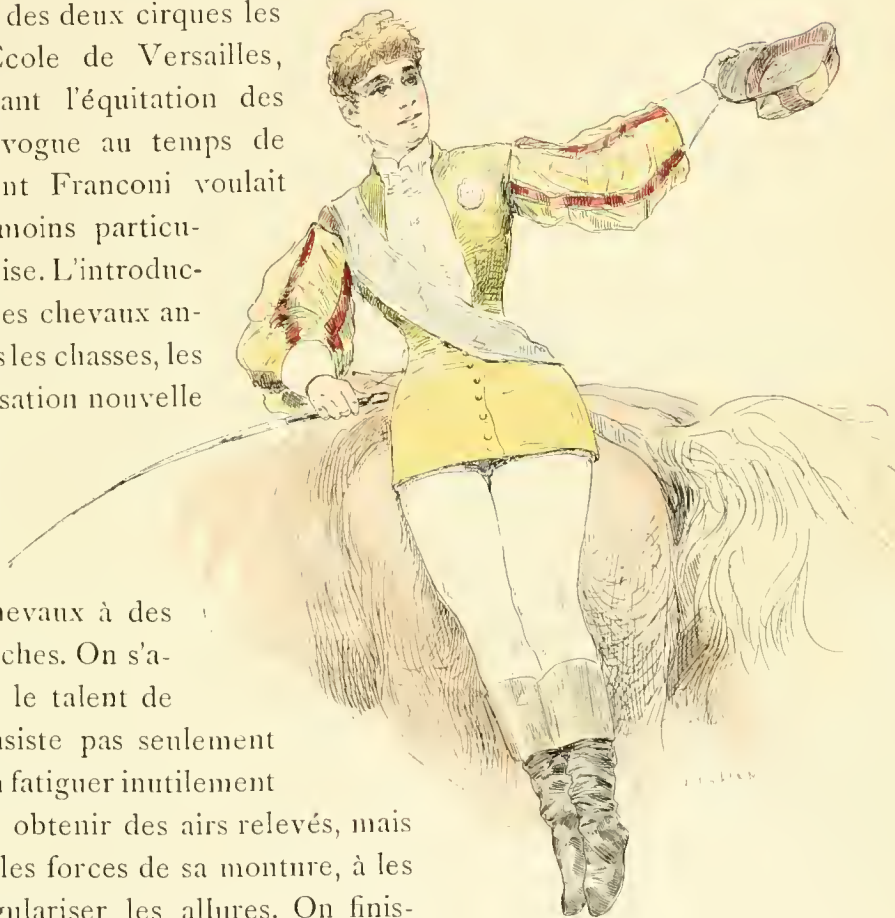 des deux cirques les
École de Versailles,
ant l'équitation des
vogue au temps de
nt Franconi voulait
moins particu-
ise. L'introduc-
es chevaux an-
s les chasses, les
sation nouvelle
hevaux à des
ches. On s'a-
le talent de
nsiste pas seulement
à fatiguer inutilement
obtenir des airs relevés, mais
les forces de sa monture, à les
gulariser les allures. On finis-